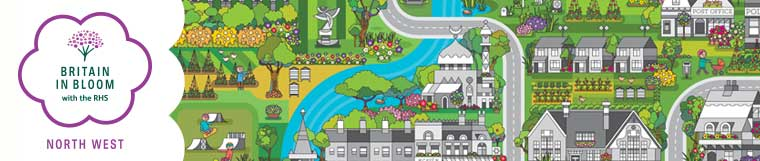 BRITAIN
IN BLOOM
with the RHS
NORTH WEST
POST OFFICE